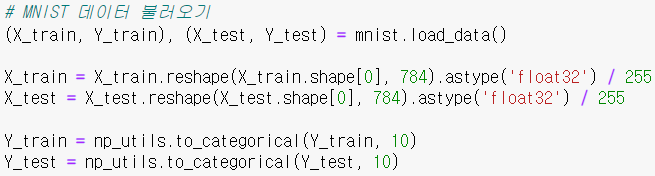 # MNIST 데이터 불러오기
(X_train, Y_train), (X_test, Y_test) = mnist.load_data()
X_train = X_train.reshape(X_train.shape[0], 784).astype('float32') / 255
X_test = X_test.reshape(X_test.shape[0], 784).astype('float32') / 255
Y_train = np_utils.to_categorical(Y_train, 10)
Y_test = np_utils.to_categorical(Y_test, 10)